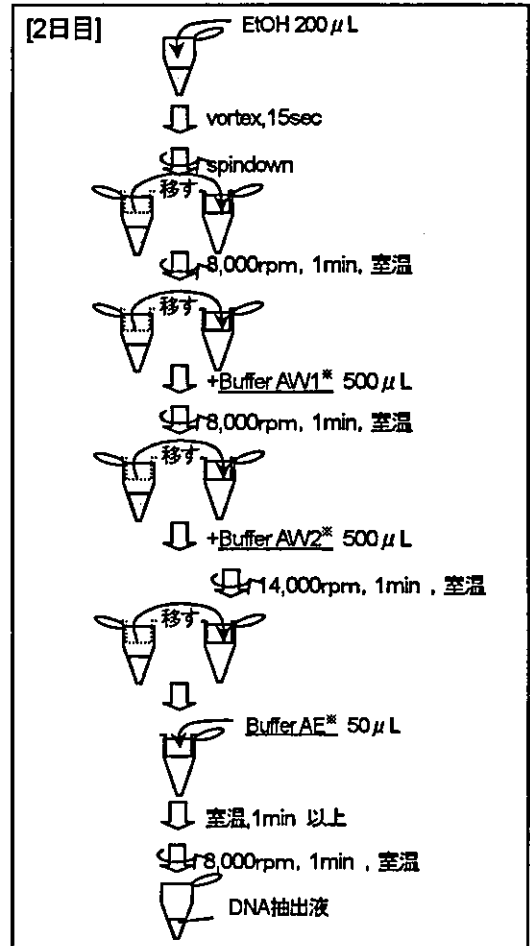 [2日目]
EtOH 200μL
vortex,15sec
spindown
移す
8,000rpm, 1min, 室温
移す
+Buffer AW1※ 500μL
8,000rpm, 1min, 室温
移す
+Buffer AW2※ 500μL
14,000rpm, 1min , 室温
移す
Buffer AE※ 50μL
室温,1min 以上
8,000rpm, 1min , 室温
DNA抽出液